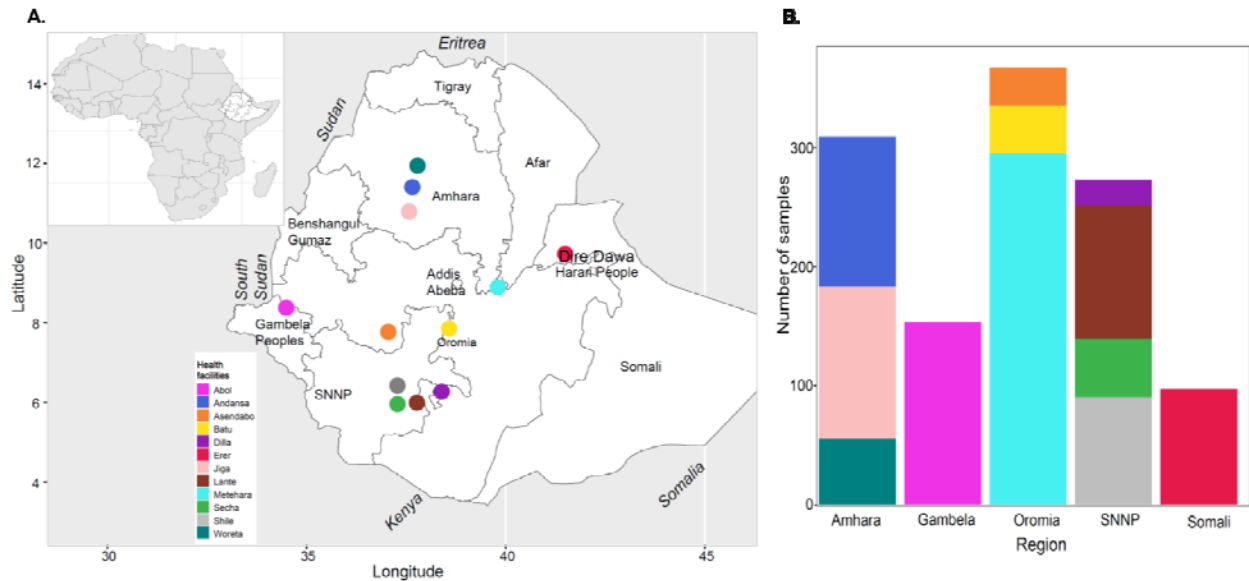 A.
Eritrea
Tigray
Sudan
Afar
Amhara
Benshangul
Gumaz
Dire Dawa
Harari People
Addis
Abeba
South
Sudan
Gambela
Peoples
Oromia
Somali
SNNP
Kenya
Somalia
Health
facilities
Abol
Andansa
Asendabo
Batu
Dilla
Erer
Jiga
Lante
Metehara
Secha
Shile
Woreta
14
12
10
8
6
4
Latitude
30
35
40
45
Longitude
B.
300
200
100
0
Number of samples
Amhara
Gambela
Oromia
SNNP
Somali
Region